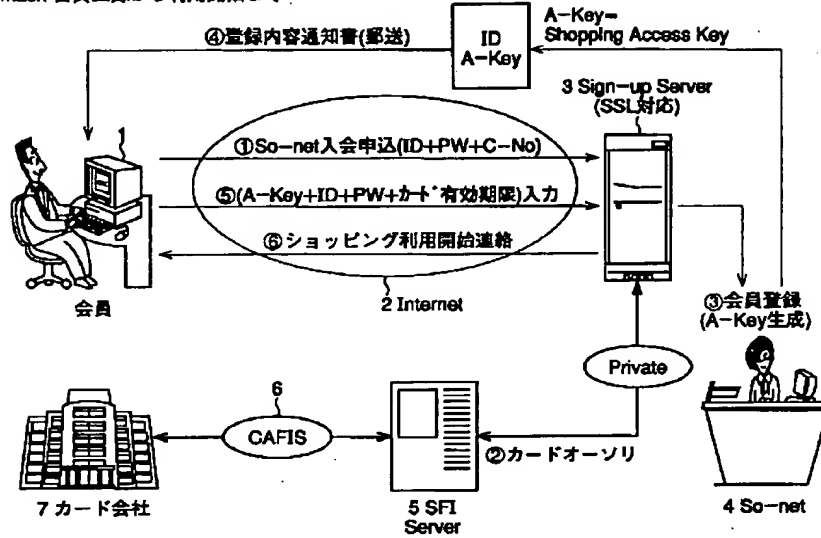 A-Key=
Shopping Access Key
④登録内容通知書(郵送)
ID
A-Key
3 Sign-up Server
(SSL対応)
1
①So-net入会申込(ID+PW+C-No)
⑤(A-Key+ID+PW+カード有効期限)入力
⑥ショッピング利用開始連絡
会員
2 Internet
③会員登録
(A-Key生成)
Private
6
CAFIS
②カードオーソリ
7 カード会社
5 SFI
Server
4 So-net